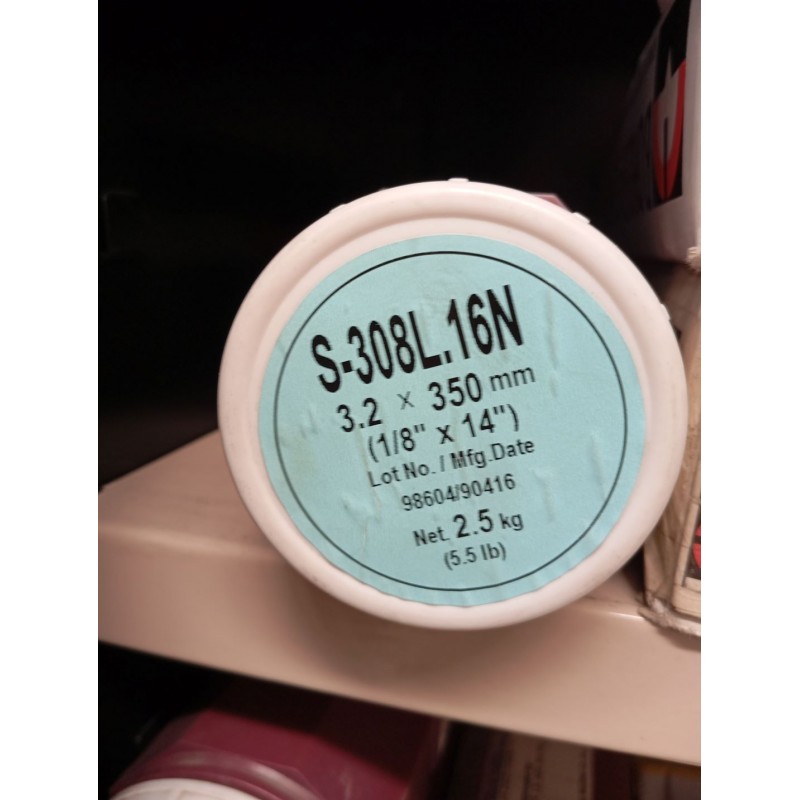 S-308L.16N
3.2 x 350 mm
(1/8" x 14")
Lot No. / Mfg.Date
98604/90416
Net. 2.5 kg
(5.5 lb)